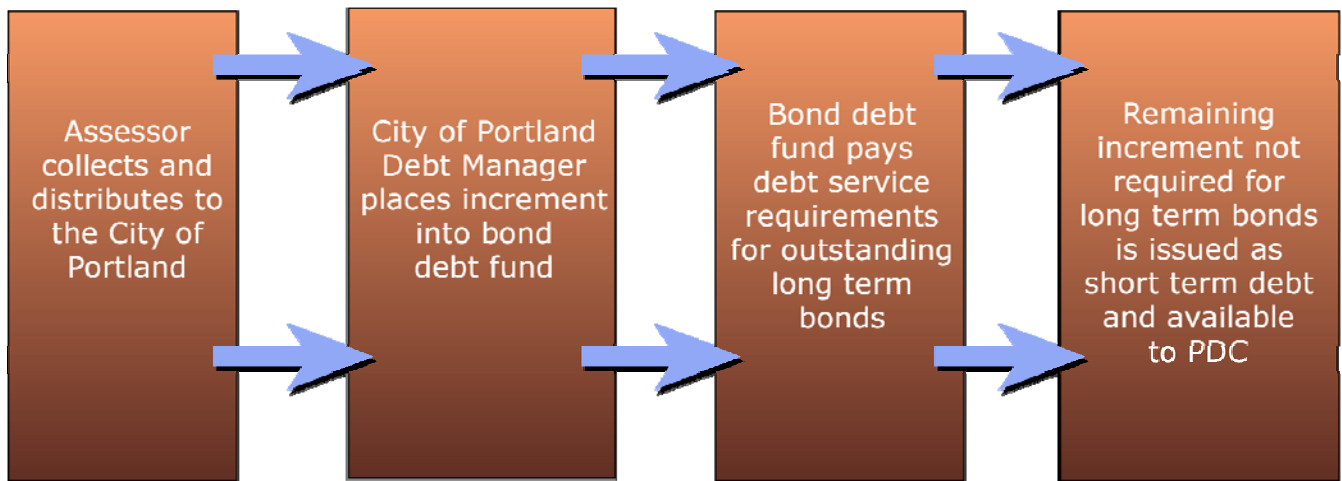 Assessor
collects and
distributes to
the City of
Portland
City of Portland
Debt Manager
places increment
into bond
debt fund
Bond debt
fund pays
debt service
requirements
for outstanding
long term
bonds
Remaining
increment not
required for
long term bonds
is issued as
short term debt
and available
to PDC